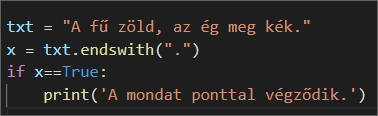 txt = "A fű zöld, az ég meg kék."
x = txt.endswith(".")
if x==True:
    print('A mondat ponttal végződik.')